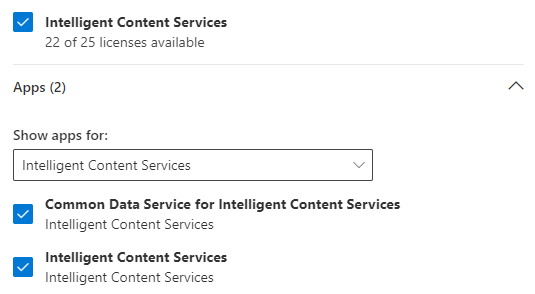 Intelligent Content Services
22 of 25 licenses available
Apps (2)
Show apps for:
Intelligent Content Services
Common Data Service for Intelligent Content Services
Intelligent Content Services
Intelligent Content Services
Intelligent Content Services